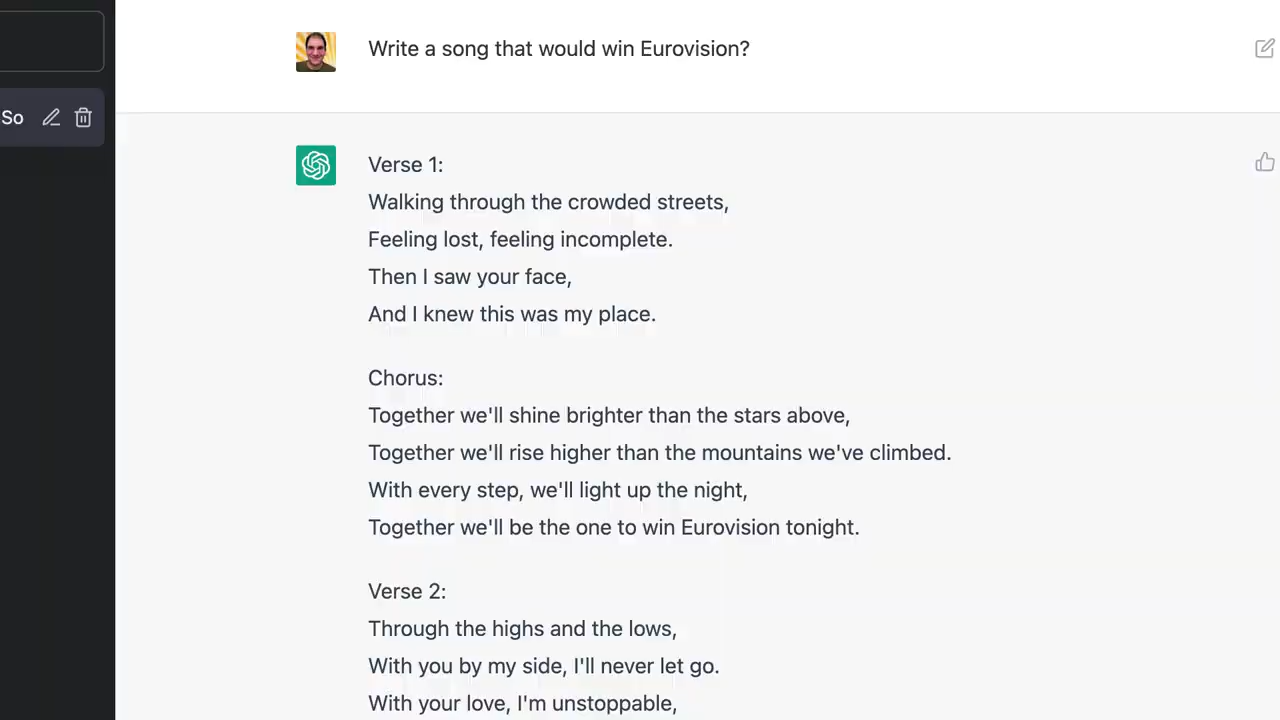 Write a song that would win Eurovision?
So
Verse 1:
Walking through the crowded streets,
Feeling lost, feeling incomplete.
Then I saw your face,
And I knew this was my place.
Chorus:
Together we'll shine brighter than the stars above,
Together we'll rise higher than the mountains we've climbed.
With every step, we'll light up the night,
Together we'll be the one to win Eurovision tonight.
Verse 2:
Through the highs and the lows,
With you by my side, I'll never let go.
With your love, I'm unstoppable,